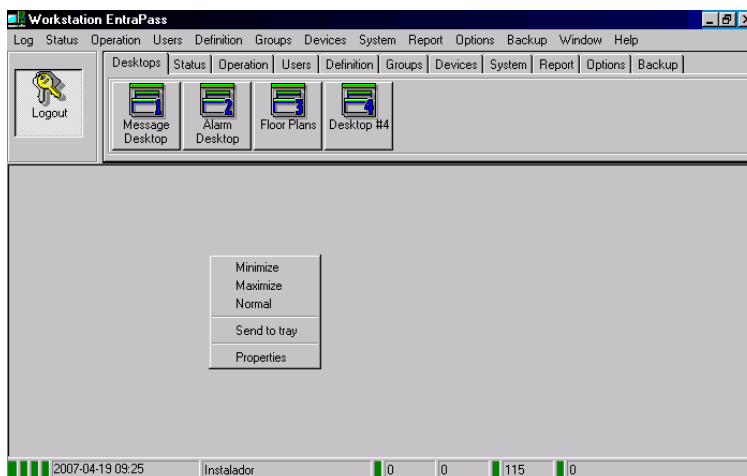 Workstation EntraPass
Log Status Operation Users Definition Groups Devices System Report Options Backup Window Help
Desktops Status Operation Users Definition Groups Devices System Report Options Backup
Logout
1 2 3 4
Message Desktop
Alarm Desktop
Floor Plans
Desktop #4
Minimize
Maximize
Normal
Send to tray
Properties
2007-04-19 09:25 Instalador 0 0 115 0